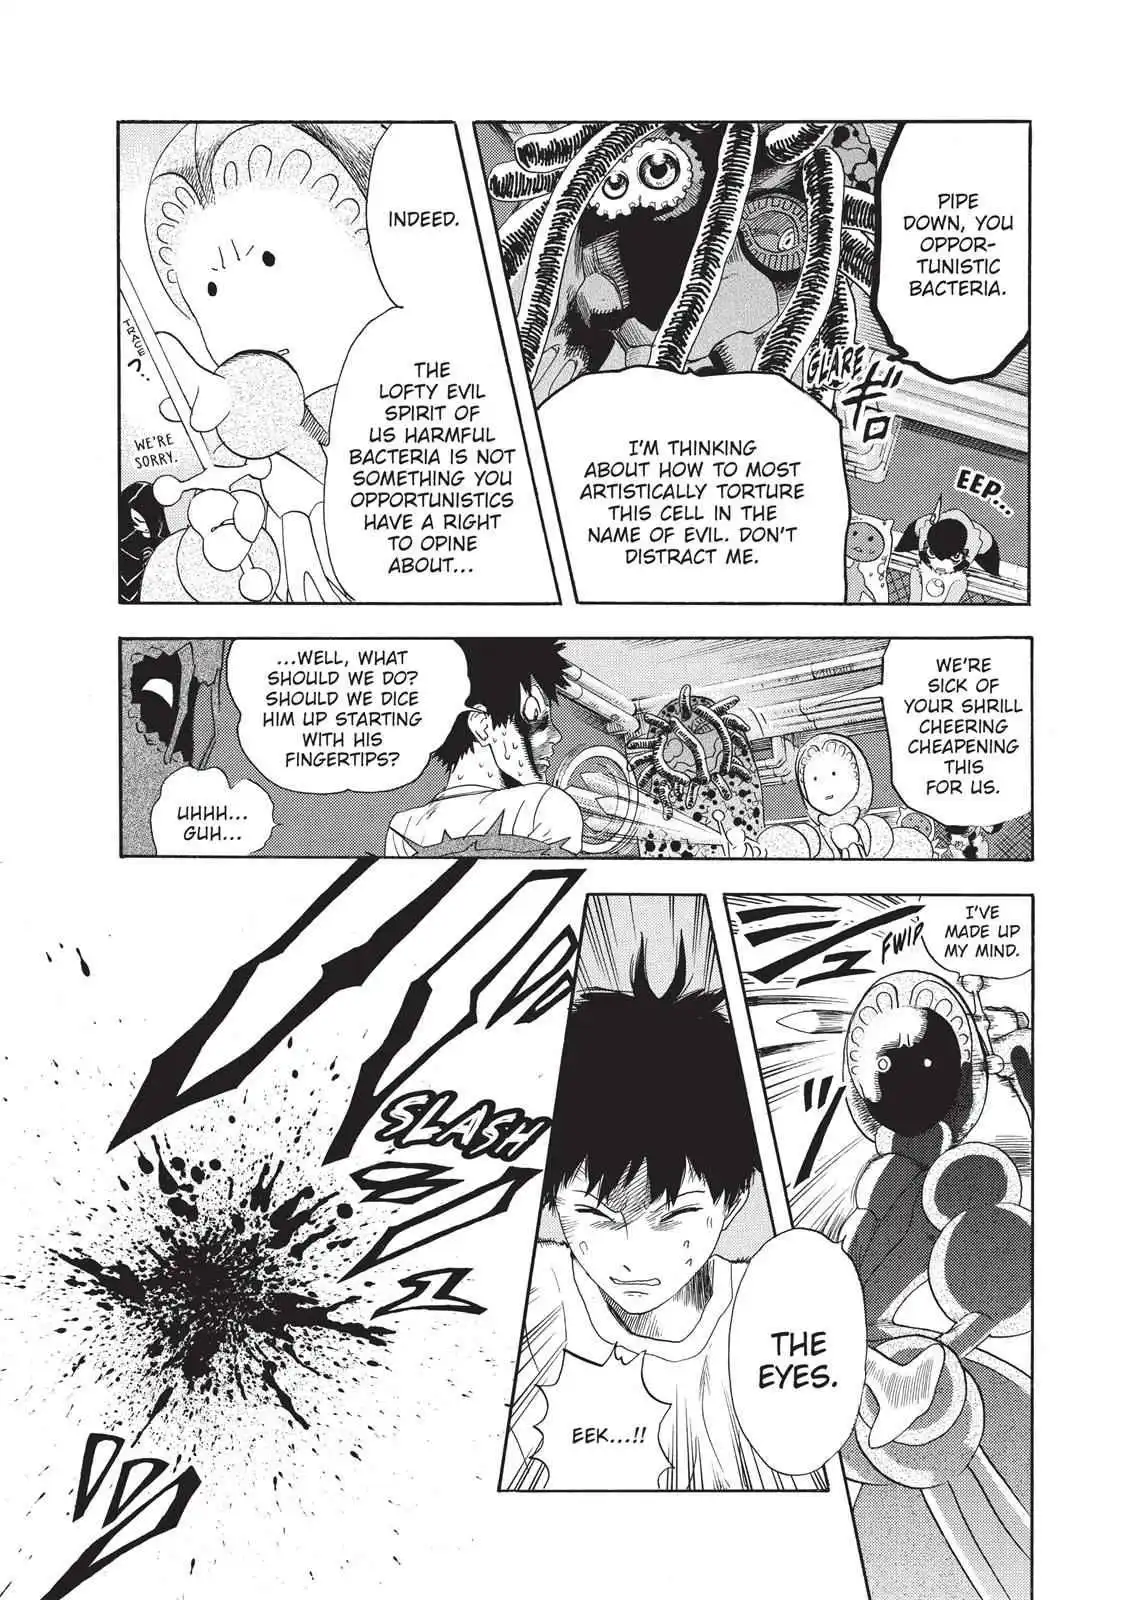 PIPE
DOWN, YOU
OPPOR-
TUNISTIC
BACTERIA.
GLARE
ギロ
I'M THINKING
ABOUT HOW TO MOST
ARTISTICALLY TORTURE
THIS CELL IN THE
NAME OF EVIL. DON'T
DISTRACT ME.
EEP...
INDEED.
THE
LOFTY EVIL
SPIRIT OF
US HARMFUL
BACTERIA IS NOT
SOMETHING YOU
OPPORTUNISTICS
HAVE A RIGHT
TO OPINE
ABOUT...
WE'RE
SORRY.
WE'RE
SICK OF
YOUR SHRILL
CHEERING
CHEAPENING
THIS
FOR US.
...WELL, WHAT
SHOULD WE DO?
SHOULD WE DICE
HIM UP STARTING
WITH HIS
FINGERTIPS?
UHHH...
GUH...
I'VE
MADE UP
MY MIND.
FWIP
THE
EYES.
EEK...!!
SLASH